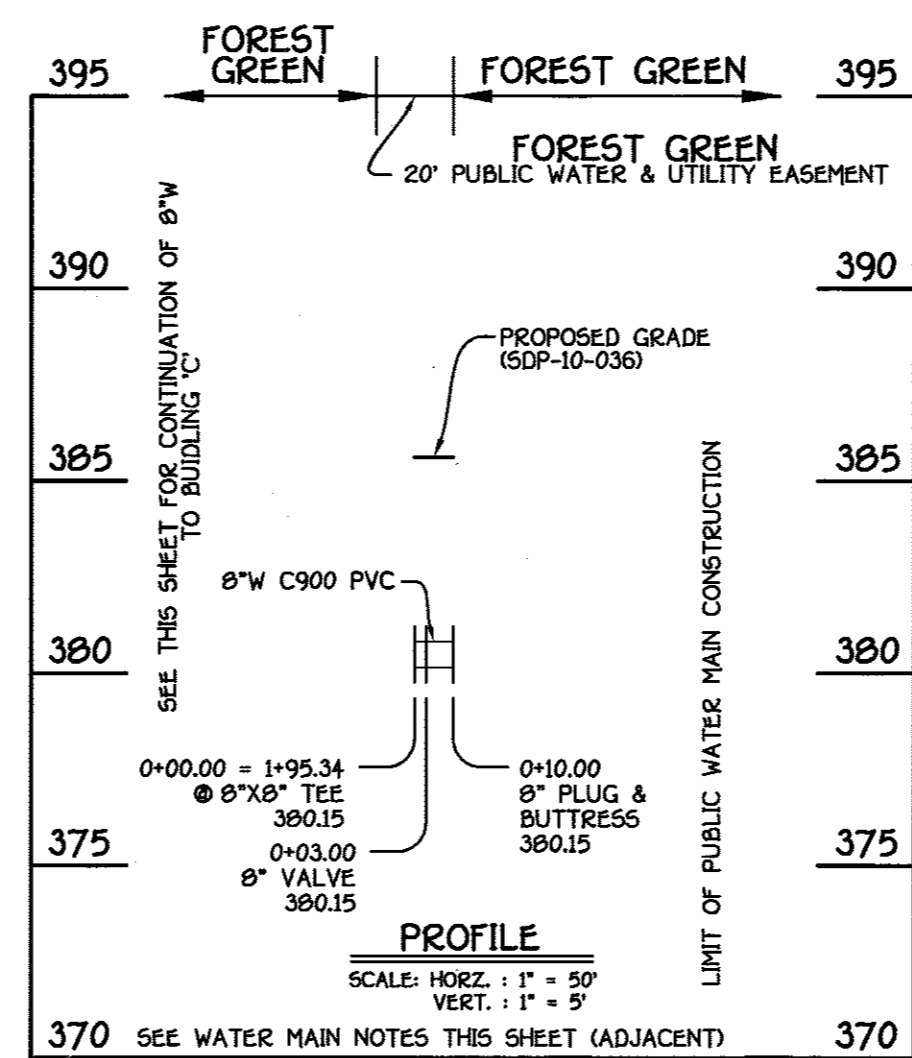 FOREST
GREEN
FOREST GREEN
395
395
FOREST GREEN
20' PUBLIC WATER & UTILITY EASEMENT
SEE THIS SHEET FOR CONTINUATION OF 8"W
TO BUIDLING 'C'
390
390
PROPOSED GRADE
(SDP-10-036)
385
385
LIMIT OF PUBLIC WATER MAIN CONSTRUCTION
8"W C900 PVC
380
380
0+00.00 = 1+95.34
@ 8"X8" TEE
380.15
0+03.00
8" VALVE
380.15
0+10.00
8" PLUG &
BUTTRESS
380.15
375
375
PROFILE
SCALE: HORZ. : 1" = 50'
VERT. : 1" = 5'
370
SEE WATER MAIN NOTES THIS SHEET (ADJACENT)
370